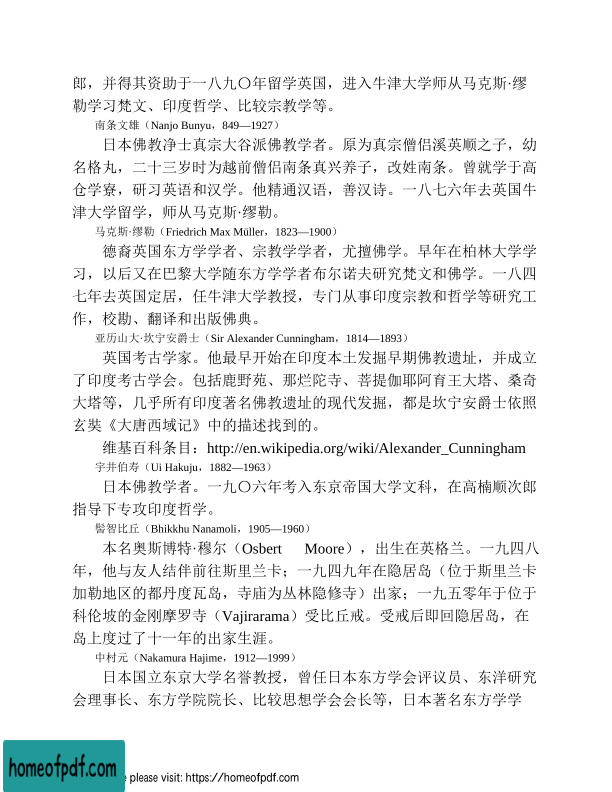 郎，并得其资助于一八九〇年留学英国，进入牛津大学师从马克斯·缪
勒学习梵文、印度哲学、比较宗教学等。
南条文雄（Nanjo Bunyu，849—1927）
日本佛教净土真宗大谷派佛教学者。原为真宗僧侣溪英顺之子，幼
名格丸，二十三岁时为越前僧侣南条真兴养子，改姓南条。曾就学于高
仓学寮，研习英语和汉学。他精通汉语，善汉诗。一八七六年去英国牛
津大学留学，师从马克斯·缪勒。
马克斯·缪勒（Friedrich Max Müller，1823—1900）
德裔英国东方学学者、宗教学学者，尤擅佛学。早年在柏林大学学
习，以后又在巴黎大学随东方学学者布尔诺夫研究梵文和佛学。一八四
七年去英国定居，任牛津大学教授，专门从事印度宗教和哲学等研究工
作，校勘、翻译和出版佛典。
亚历山大·坎宁安爵士（Sir Alexander Cunningham，1814—1893）
英国考古学家。他最早开始在印度本土发掘早期佛教遗址，并成立
了印度考古学会。包括鹿野苑、那烂陀寺、菩提伽耶阿育王大塔、桑奇
大塔等，几乎所有印度著名佛教遗址的现代发掘，都是坎宁安爵士依照
玄奘《大唐西域记》中的描述找到的。
维基百科条目：http://en.wikipedia.org/wiki/Alexander_Cunningham
宇井伯寿（Ui Hakuju，1882—1963）
日本佛教学者。一九〇六年考入东京帝国大学文科，在高楠顺次郎
指导下专攻印度哲学。
髻智比丘（Bhikkhu Nanamoli，1905—1960）
本名奥斯博特·穆尔（Osbert Moore），出生在英格兰。一九四八
年，他与友人结伴前往斯里兰卡；一九四九年在隐居岛（位于斯里兰卡
加勒地区的都丹度瓦岛，寺庙为丛林隐修寺）出家；一九五零年于位于
科伦坡的金刚摩罗寺（Vajirarama）受比丘戒。受戒后即回隐居岛，在
岛上度过了十一年的出家生涯。
中村元（Nakamura Hajime，1912—1999）
日本国立东京大学名誉教授，曾任日本东方学会评议员、东洋研究
会理事长、东方学院院长、比较思想学会会长等，日本著名东方学学
homeofpdf.com
please visit: https://homeofpdf.com